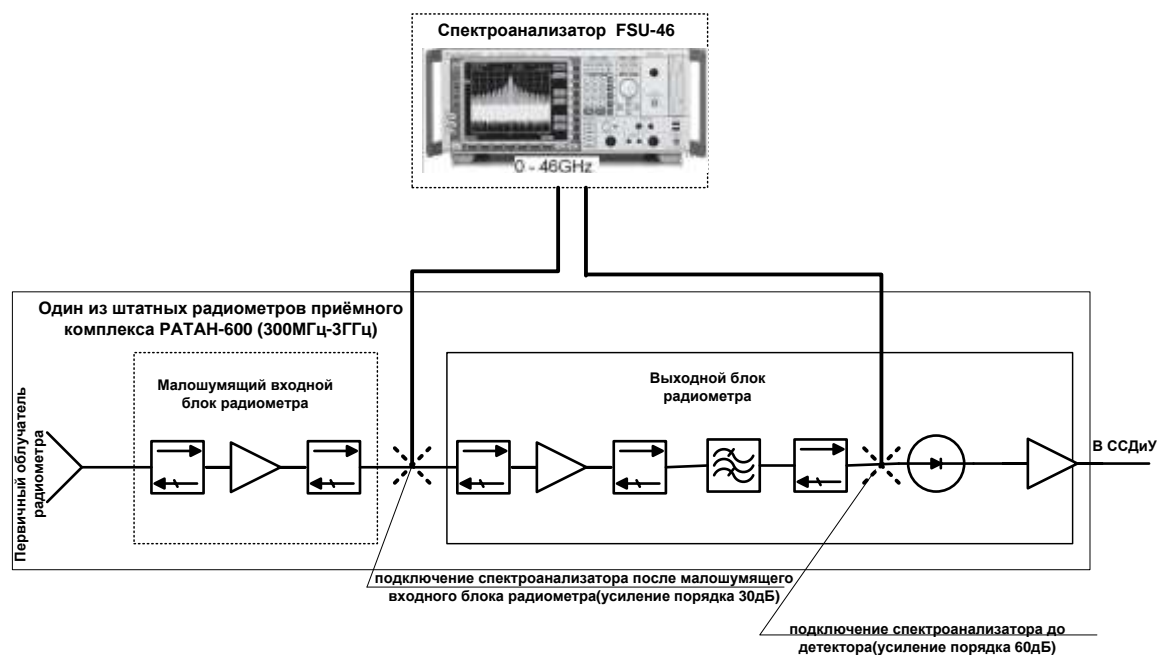 Спектроанализатор FSU-46
0 - 46GHz
Один из штатных радиометров приёмного
комплекса РАТАН-600 (300МГц-3ГГц)
Малошумящий входной
блок радиометра
Выходной блок
радиометра
Первичный облучатель
радиометра
В ССДиУ
подключение спектроанализатора после малошумящего
входного блока радиометра(усиление порядка 30дБ)
подключение спектроанализатора до
детектора(усиление порядка 60дБ)